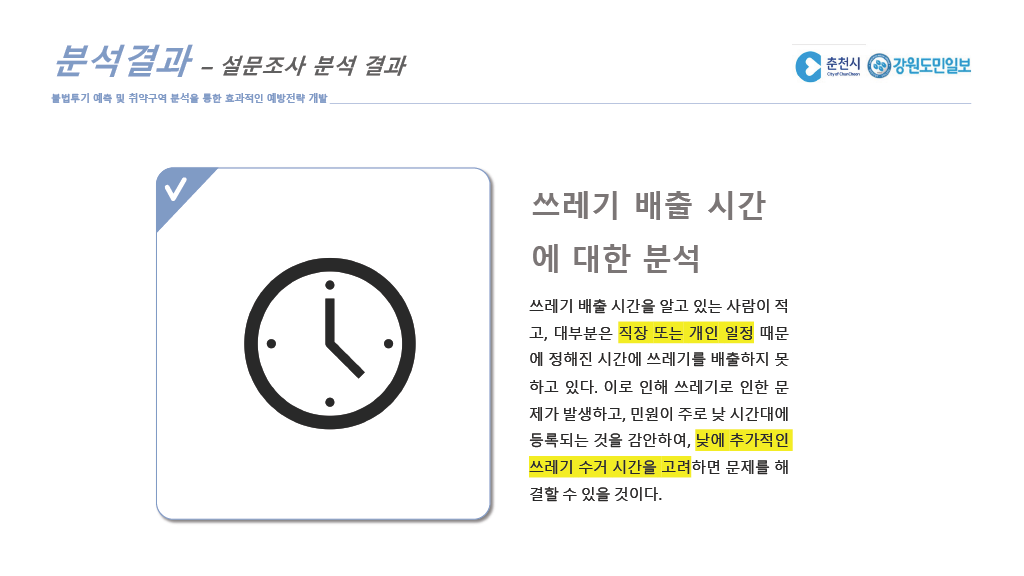 분석결과 – 설문조사 분석 결과
춘천시
City of ChunCheon
강원도민일보
불법투기 예측 및 취약구역 분석을 통한 효과적인 예방전략 개발
쓰레기 배출 시간
에 대한 분석
쓰레기 배출 시간을 알고 있는 사람이 적
고, 대부분은 직장 또는 개인 일정 때문
에 정해진 시간에 쓰레기를 배출하지 못
하고 있다. 이로 인해 쓰레기로 인한 문
제가 발생하고, 민원이 주로 낮 시간대에
등록되는 것을 감안하여, 낮에 추가적인
쓰레기 수거 시간을 고려하면 문제를 해
결할 수 있을 것이다.